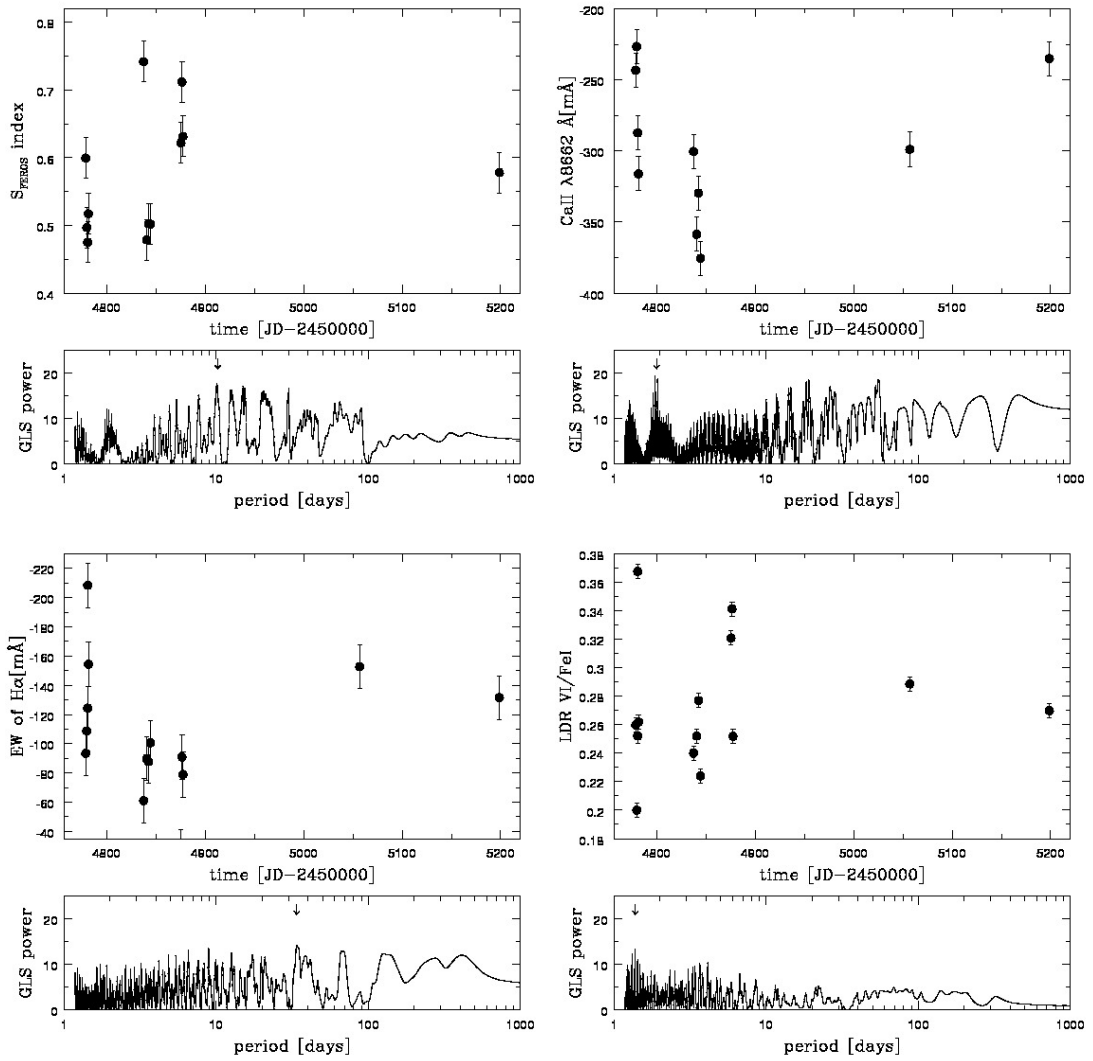 0.8
0.7
0.6
0.5
0.4
S_FEROS index
4800 4900 5000 5100 5200
time [JD-2450000]
20
10
0
GLS power
1 10 100 1000
period [days]
-200
-250
-300
-350
-400
CaII λ8662 Å[mÅ]
4800 4900 5000 5100 5200
time [JD-2450000]
20
10
0
GLS power
1 10 100 1000
period [days]
-220
-200
-180
-160
-140
-120
-100
-80
-60
-40
EW of Hα[mÅ]
4800 4900 5000 5100 5200
time [JD-2450000]
20
10
0
GLS power
1 10 100 1000
period [days]
0.38
0.36
0.34
0.32
0.3
0.28
0.26
0.24
0.22
0.2
0.18
LDR VI/FeI
4800 4900 5000 5100 5200
time [JD-2450000]
20
10
0
GLS power
1 10 100 1000
period [days]